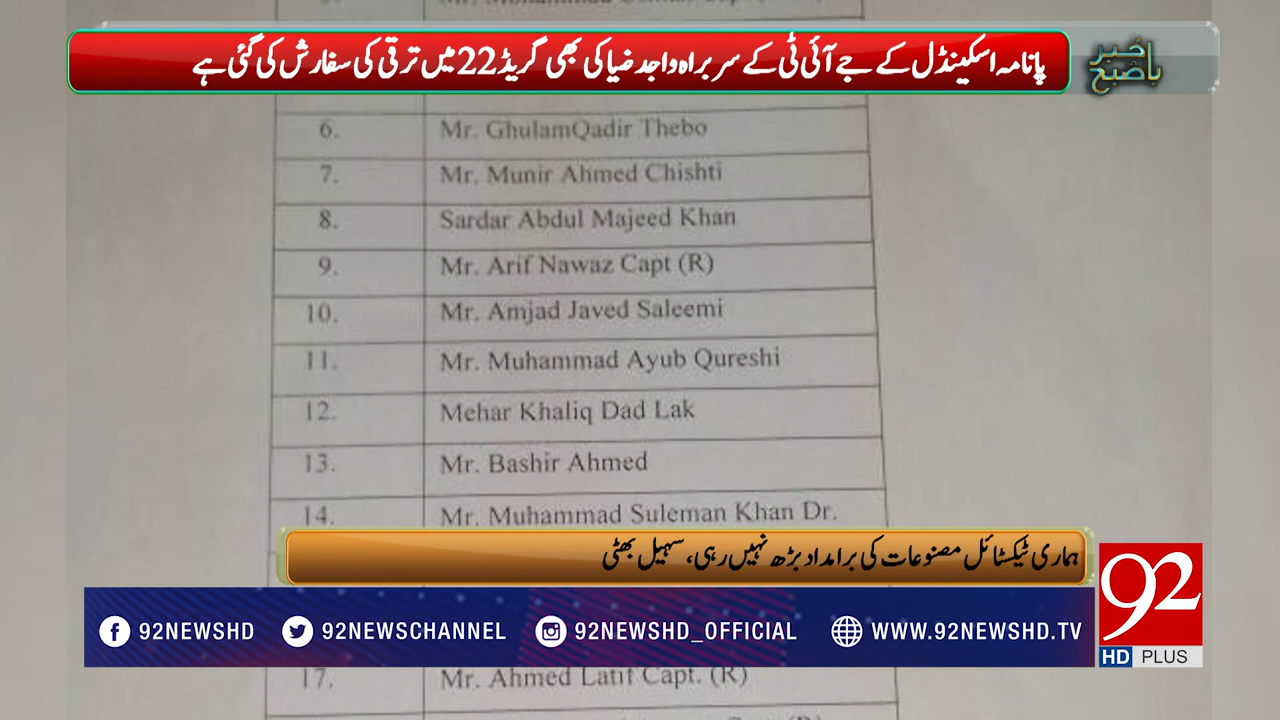 پانامہ اسکینڈل کے جے آئی ٹی کے سربراہ واجد ضیا کی بھی گریڈ 22 میں ترقی کی سفارش کی گئی ہے
باخبر صبح
6. Mr. GhulamQadir Thebo
7. Mr. Munir Ahmed Chishti
8. Sardar Abdul Majeed Khan
9. Mr. Arif Nawaz Capt (R)
10. Mr. Amjad Javed Saleemi
11. Mr. Muhammad Ayub Qureshi
12. Mehar Khaliq Dad Lak
13. Mr. Bashir Ahmed
14. Mr. Muhammad Suleman Khan Dr.
ہماری ٹیکسٹائل مصنوعات کی برامداد بڑھ نہیں رہی، سہیل بھٹی
92NEWSHD 92NEWSCHANNEL 92NEWSHD_OFFICIAL WWW.92NEWSHD.TV
92
HD PLUS
17. Mr. Ahmed Latif Capt. (R)